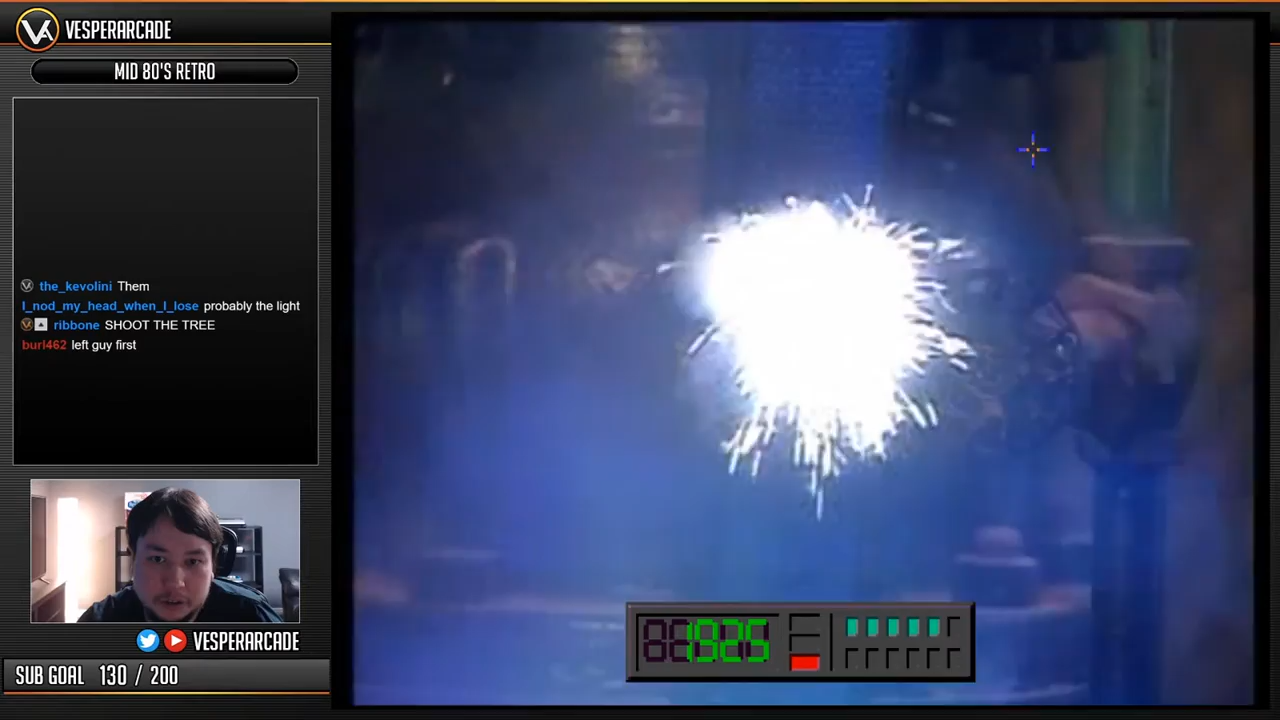 VESPERARCADE
MID 80'S RETRO
the_kevolini Them
I_nod_my_head_when_I_lose probably the light
ribbone SHOOT THE TREE
burl462 left guy first
VESPERARCADE
SUB GOAL 130 / 200
1925